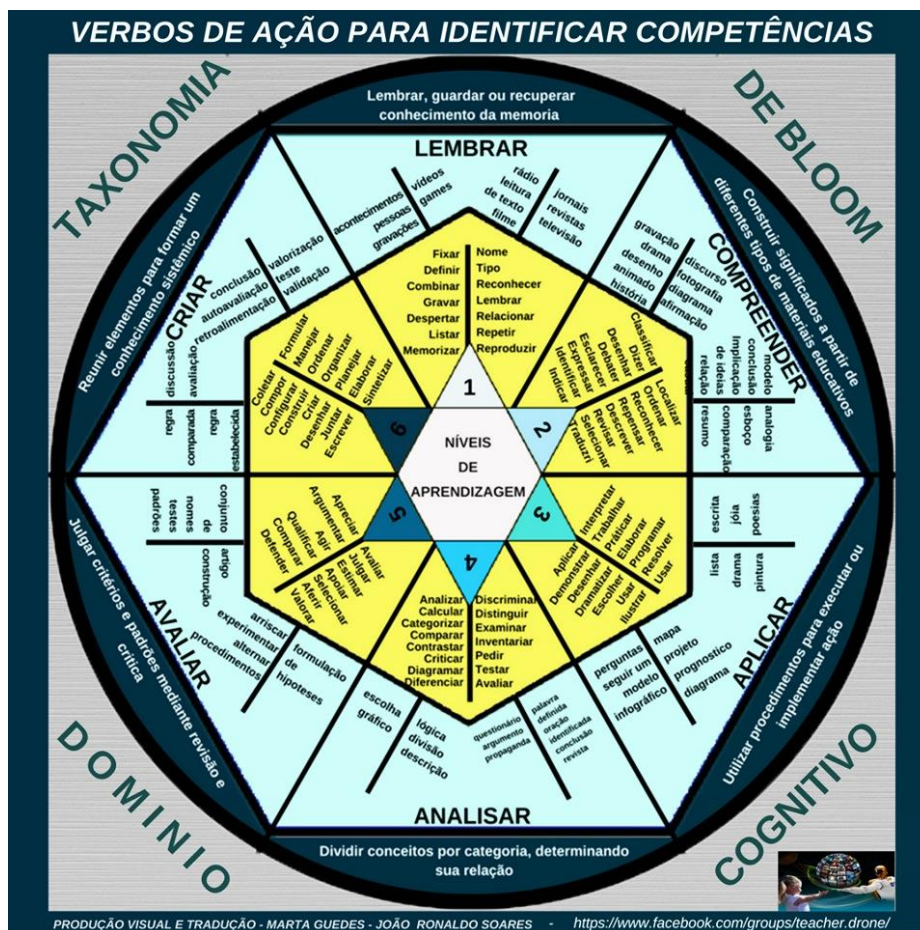 VERBOS DE AÇÃO PARA IDENTIFICAR COMPETÊNCIAS
TAXONOMIA
DE BLOOM
Lembrar, guardar ou recuperar
conhecimento da memoria
LEMBRAR
acontecimentos
pessoas
gravações
vídeos
games
rádio
leitura
de texto
filme
jornais
revistas
televisão
Fixar
Definir
Combinar
Gravar
Despertar
Listar
Memorizar
Nome
Tipo
Reconhecer
Lembrar
Relacionar
Repetir
Reproduzir
1
Construir significados a partir de
diferentes tipos de materiais educativos
COMPREENDER
gravação
drama
desenho
animado
história
discurso
fotografia
diagrama
afirmação
modelo
conclusão
Implicação
de ideias
relação
analogia
esboço
comparação
resumo
Classificar
Dizer
Desenhar
Debater
Esclarecer
Expressar
Identificar
Indicar
Localizar
Ordenar
Reconhecer
Repensar
Descrever
Revisar
Selecionar
Traduzri
2
NÍVEIS
DE
APRENDIZAGEM
3
Interpretar
Trabalhar
Práticar
Elaborar
Programar
Resolver
Usar
Aplicar
Demonstrar
Desenhar
Dramatizar
Escolher
Usar
Ilustrar
escrita
jóia
poesias
lista
drama
pintura
perguntas
seguir um
modelo
infográfico
mapa
projeto
prognostico
diagrama
APLICAR
Utilizar procedimentos para executar ou
implementar ação
4
Analizar
Calcular
Categorizar
Comparar
Contrastar
Criticar
Diagramar
Diferenciar
Discriminar
Distinguir
Examinar
Inventariar
Pedir
Testar
Avaliar
escolha
gráfico
lógica
divisão
descrição
questionário
argumento
propaganda
palavra
definida
oração
identificada
conclusão
revista
ANALISAR
Dividir conceitos por categoria, determinando
sua relação
5
Apreciar
Argumentar
Agir
Qualificar
Comparar
Defender
Avaliar
Julgar
Estimar
Apoiar
Selecionar
Aferir
Valorar
conjunto
de
nomes
testes
padrões
artigo
construção
arriscar
experimentar
alternar
procedimentos
formulação
de
hipoteses
AVALIAR
Julgar critérios e padrões mediante revisão e
critica
6
Formular
Manejar
Ordenar
Organizar
Planejar
Elaborar
Sintetizar
Coletar
Compor
Configurar
Construir
Criar
Desenhar
Juntar
Escrever
conclusão
autoavaliação
retroalimentação
valorização
teste
validação
discussão
avaliação
regra
comparada
regra
estabelecida
CRIAR
Reunir elementos para formar um
conhecimento sistêmico
DOMINIO
COGNITIVO
PRODUÇÃO VISUAL E TRADUÇÃO - MARTA GUEDES - JOÃO RONALDO SOARES - https://www.facebook.com/groups/teacher.drone/